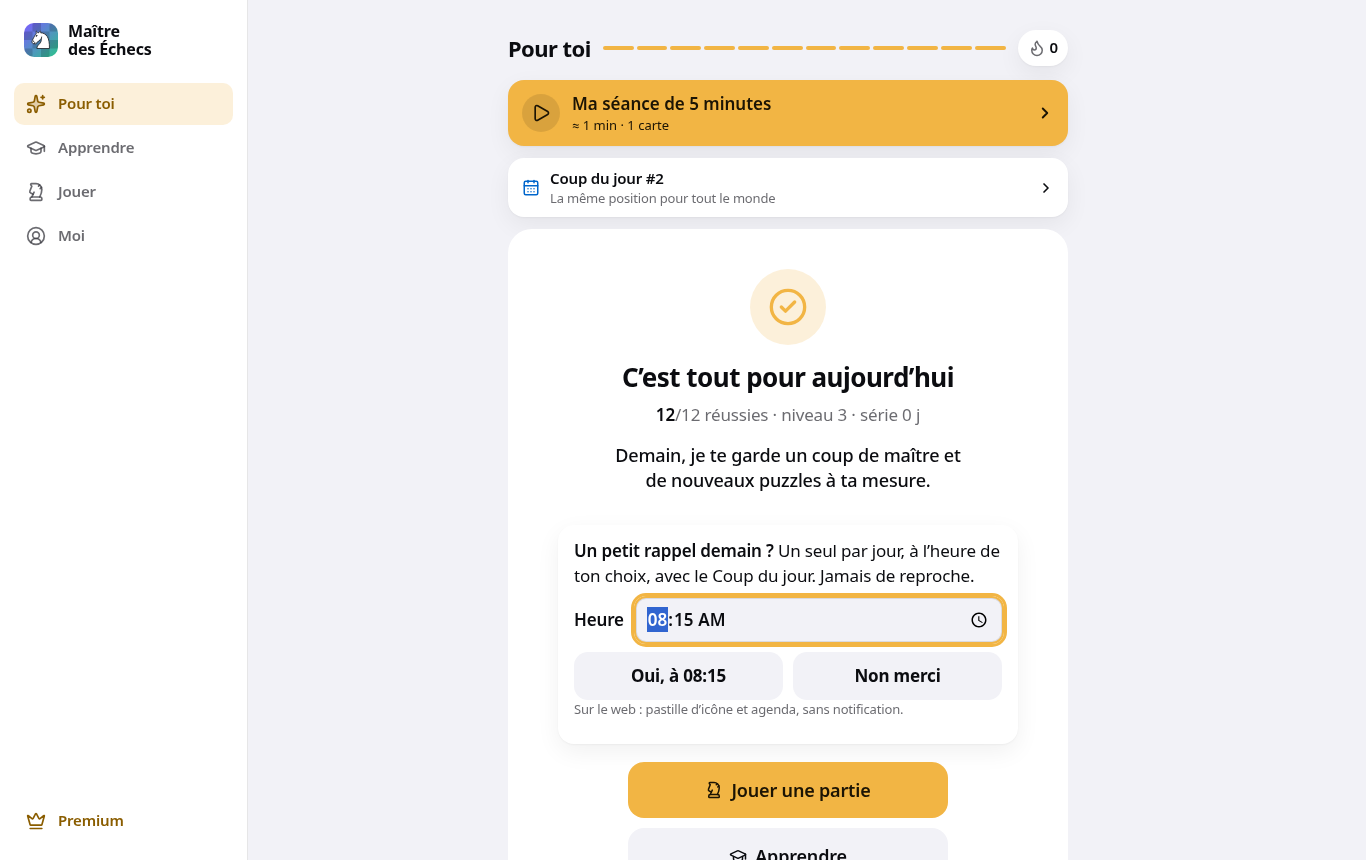 Maître
des Échecs
Pour toi
Apprendre
Jouer
Moi
Premium
Pour toi
0
Ma séance de 5 minutes
≈ 1 min · 1 carte
Coup du jour #2
La même position pour tout le monde
C’est tout pour aujourd’hui
12/12 réussies · niveau 3 · série 0 j
Demain, je te garde un coup de maître et
de nouveaux puzzles à ta mesure.
Un petit rappel demain ? Un seul par jour, à l’heure de
ton choix, avec le Coup du jour. Jamais de reproche.
Heure 08:15 AM
Oui, à 08:15
Non merci
Sur le web : pastille d’icône et agenda, sans notification.
Jouer une partie
Apprendre